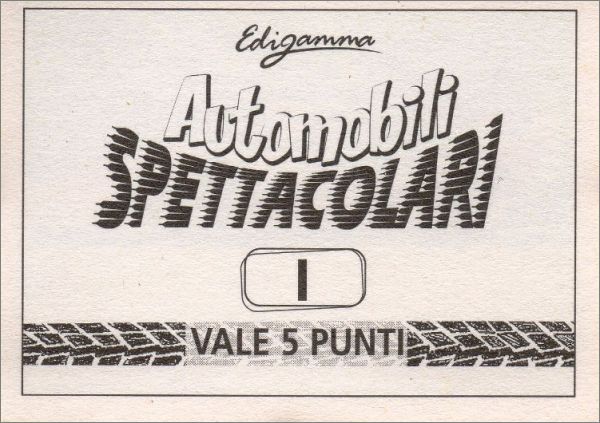 Edigamma
Automobili
SPETTACOLARI
I
VALE 5 PUNTI